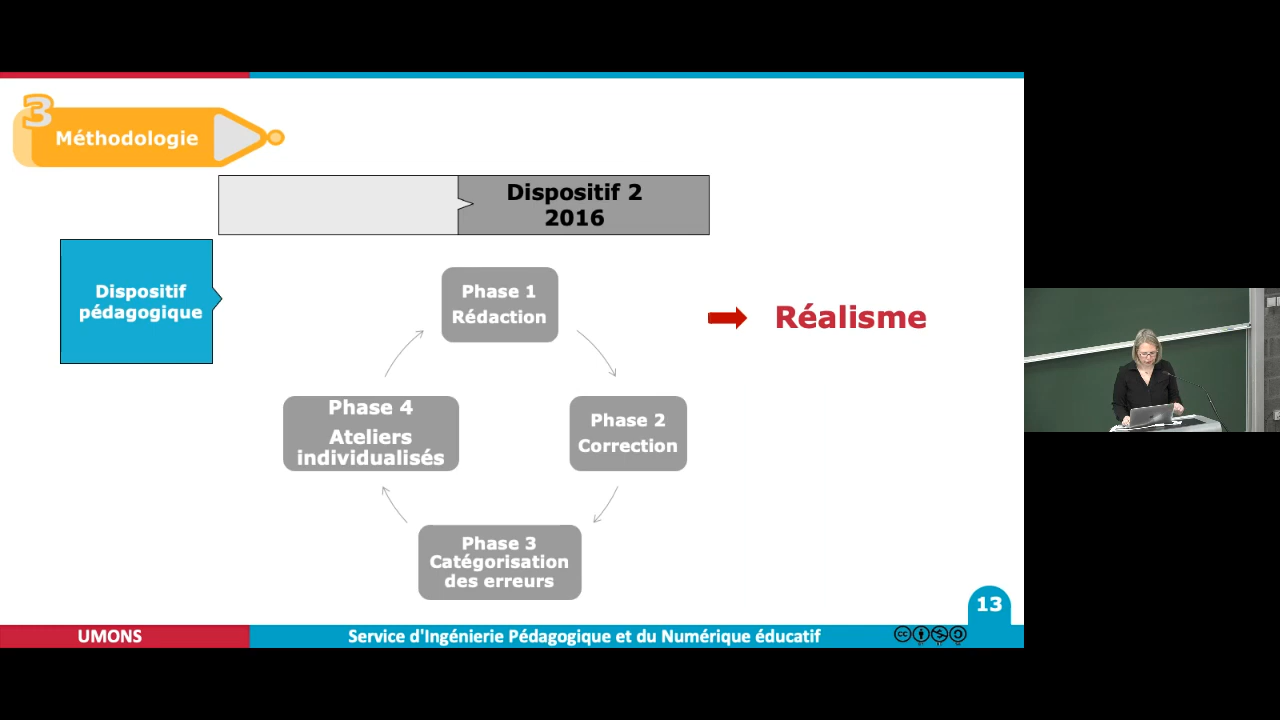 3
Méthodologie
Dispositif 2
2016
Dispositif
pédagogique
Phase 1
Rédaction
Réalisme
Phase 4
Ateliers
individualisés
Phase 2
Correction
Phase 3
Catégorisation
des erreurs
13
UMONS
Service d'Ingénierie Pédagogique et du Numérique éducatif